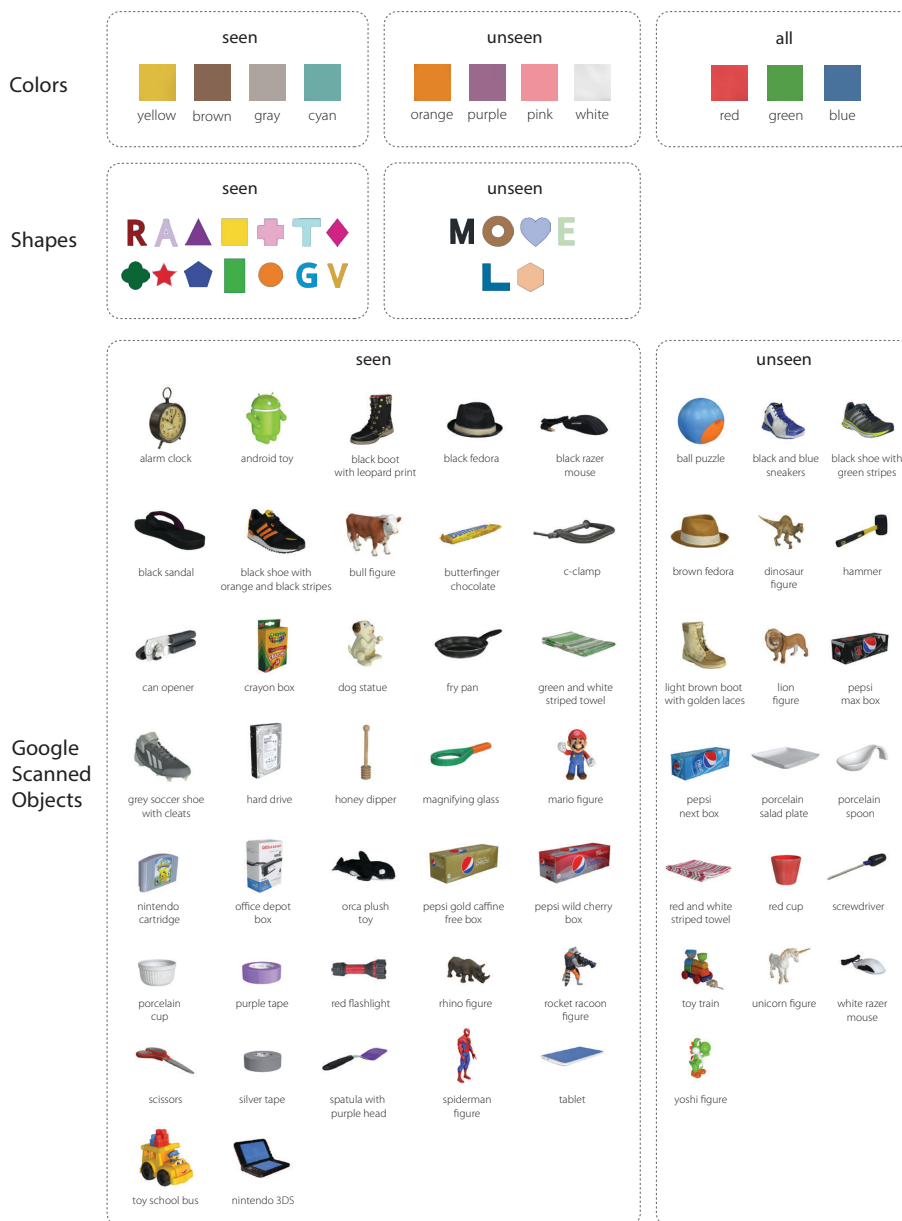 seen
unseen
all
Colors
yellow
brown
gray
cyan
orange
purple
pink
white
red
green
blue
Shapes
seen
unseen
R A T
G V
M E
L
Google
Scanned
Objects
seen
unseen
alarm clock
android toy
black boot
with leopard print
black fedora
black razer
mouse
ball puzzle
black and blue
sneakers
black shoe with
green stripes
black sandal
black shoe with
orange and black stripes
bull figure
butterfinger
chocolate
c-clamp
brown fedora
dinosaur
figure
hammer
can opener
crayon box
dog statue
fry pan
green and white
striped towel
light brown boot
with golden laces
lion
figure
pepsi
max box
grey soccer shoe
with cleats
hard drive
honey dipper
magnifying glass
mario figure
pepsi
next box
porcelain
salad plate
porcelain
spoon
nintendo
cartridge
office depot
box
orca plush
toy
pepsi gold caffine
free box
pepsi wild cherry
box
red and white
striped towel
red cup
screwdriver
porcelain
cup
purple tape
red flashlight
rhino figure
rocket racoon
figure
toy train
unicorn figure
white razer
mouse
scissors
silver tape
spatula with
purple head
spiderman
figure
tablet
yoshi figure
toy school bus
nintendo 3DS